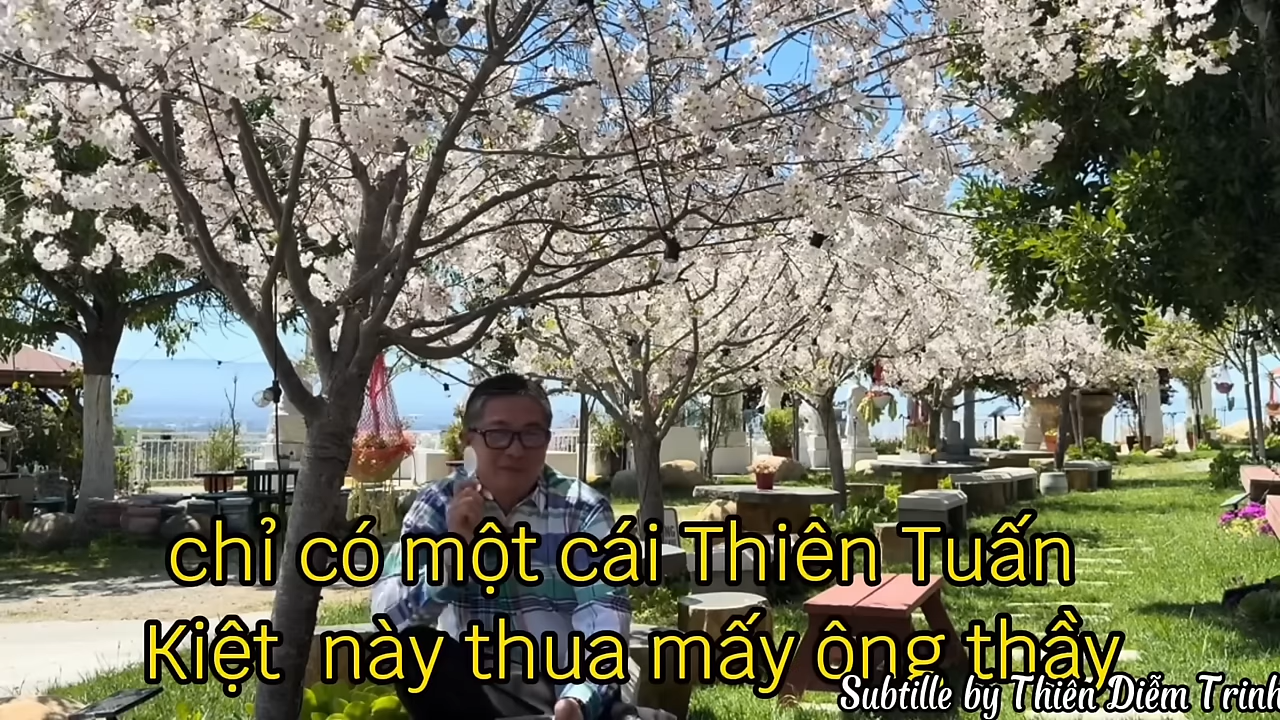 chỉ có một cái Thiên Tuấn
Kiệt này thua mấy ông thầy
Subtille by Thiên Diễm Trinh